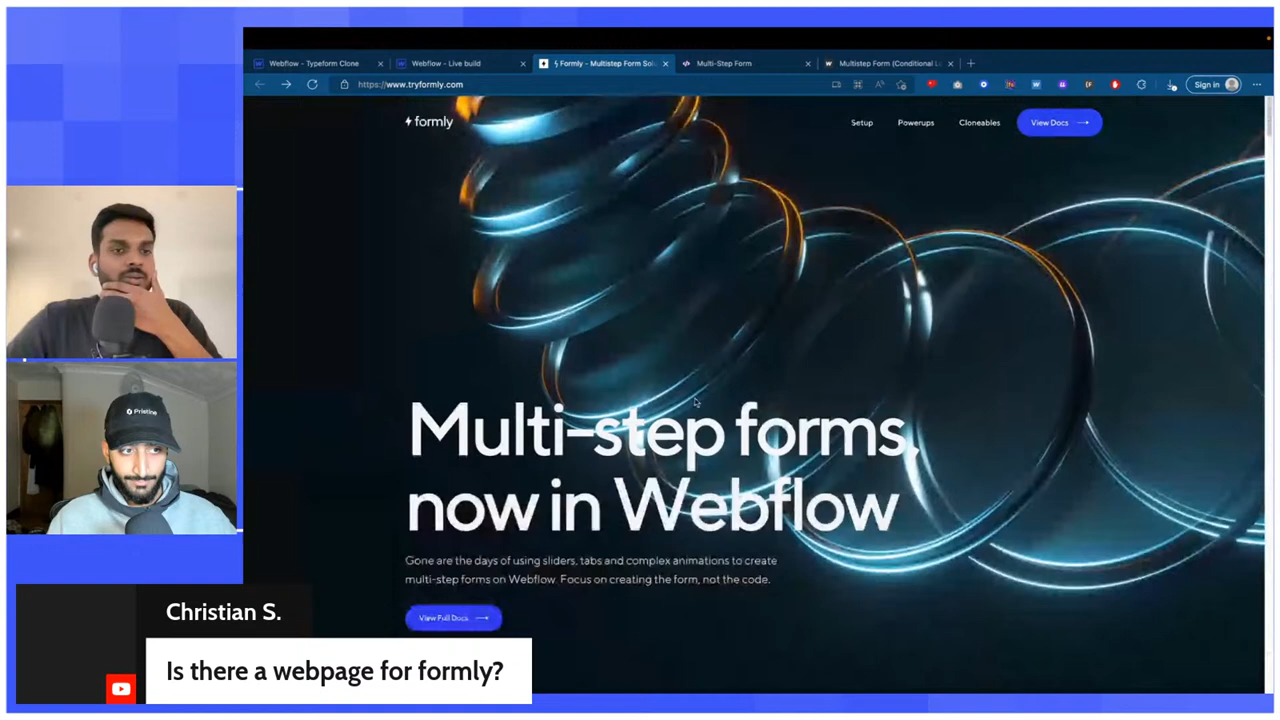 Webflow - Typeform Clone
Webflow - Live build
Formly - Multistep Form Solu
Multi-Step Form
Multistep Form (Conditional Lo
https://www.tryformly.com
Sign in
formly
Setup
Powerups
Cloneables
View Docs
Multi-step forms,
now in Webflow
Gone are the days of using sliders, tabs and complex animations to create
multi-step forms on Webflow. Focus on creating the form, not the code.
View Full Docs
Pristine
Christian S.
Is there a webpage for formly?